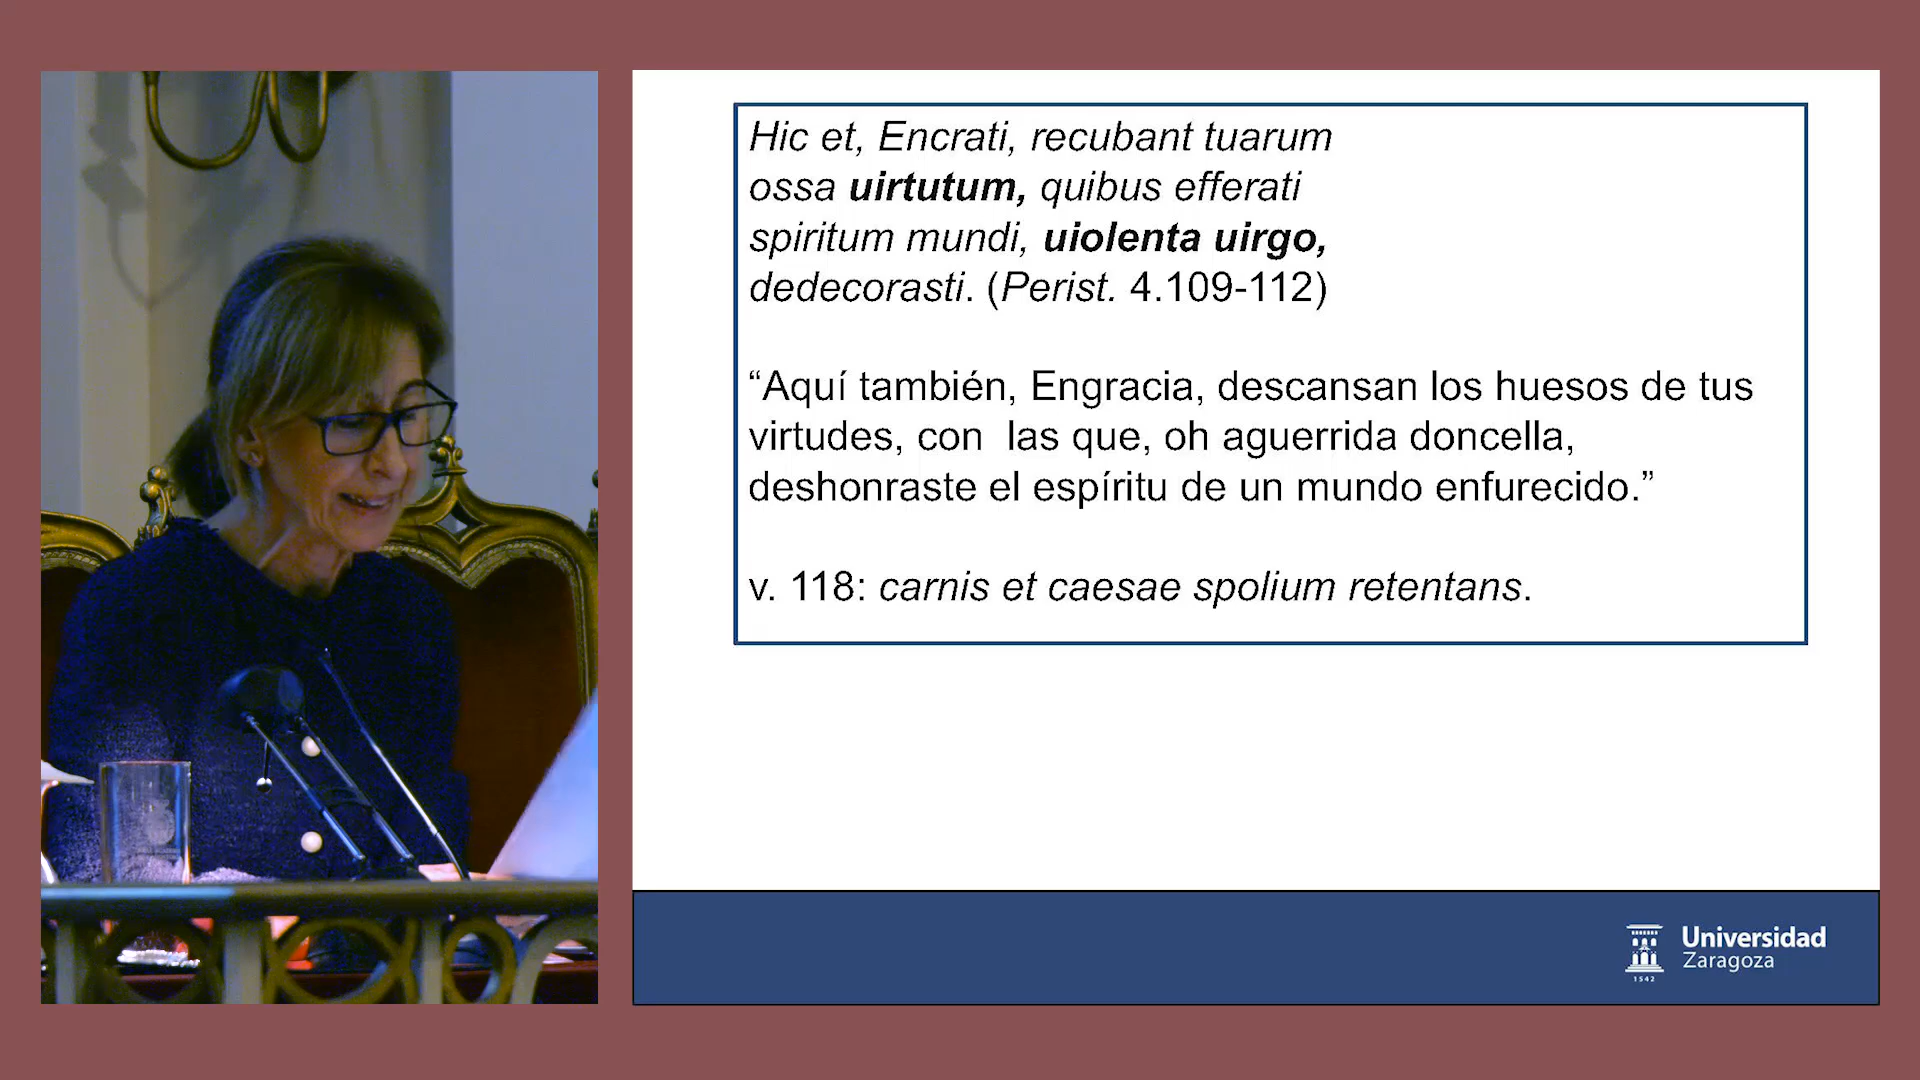 Hic et, Encrati, recubant tuarum
ossa uirtutum, quibus efferati
spiritum mundi, uiolenta uirgo,
dedecorasti. (Perist. 4.109-112)
“Aquí también, Engracia, descansan los huesos de tus
virtudes, con las que, oh aguerrida doncella,
deshonraste el espíritu de un mundo enfurecido.”
v. 118: carnis et caesae spolium retentans.
Universidad
Zaragoza
1542